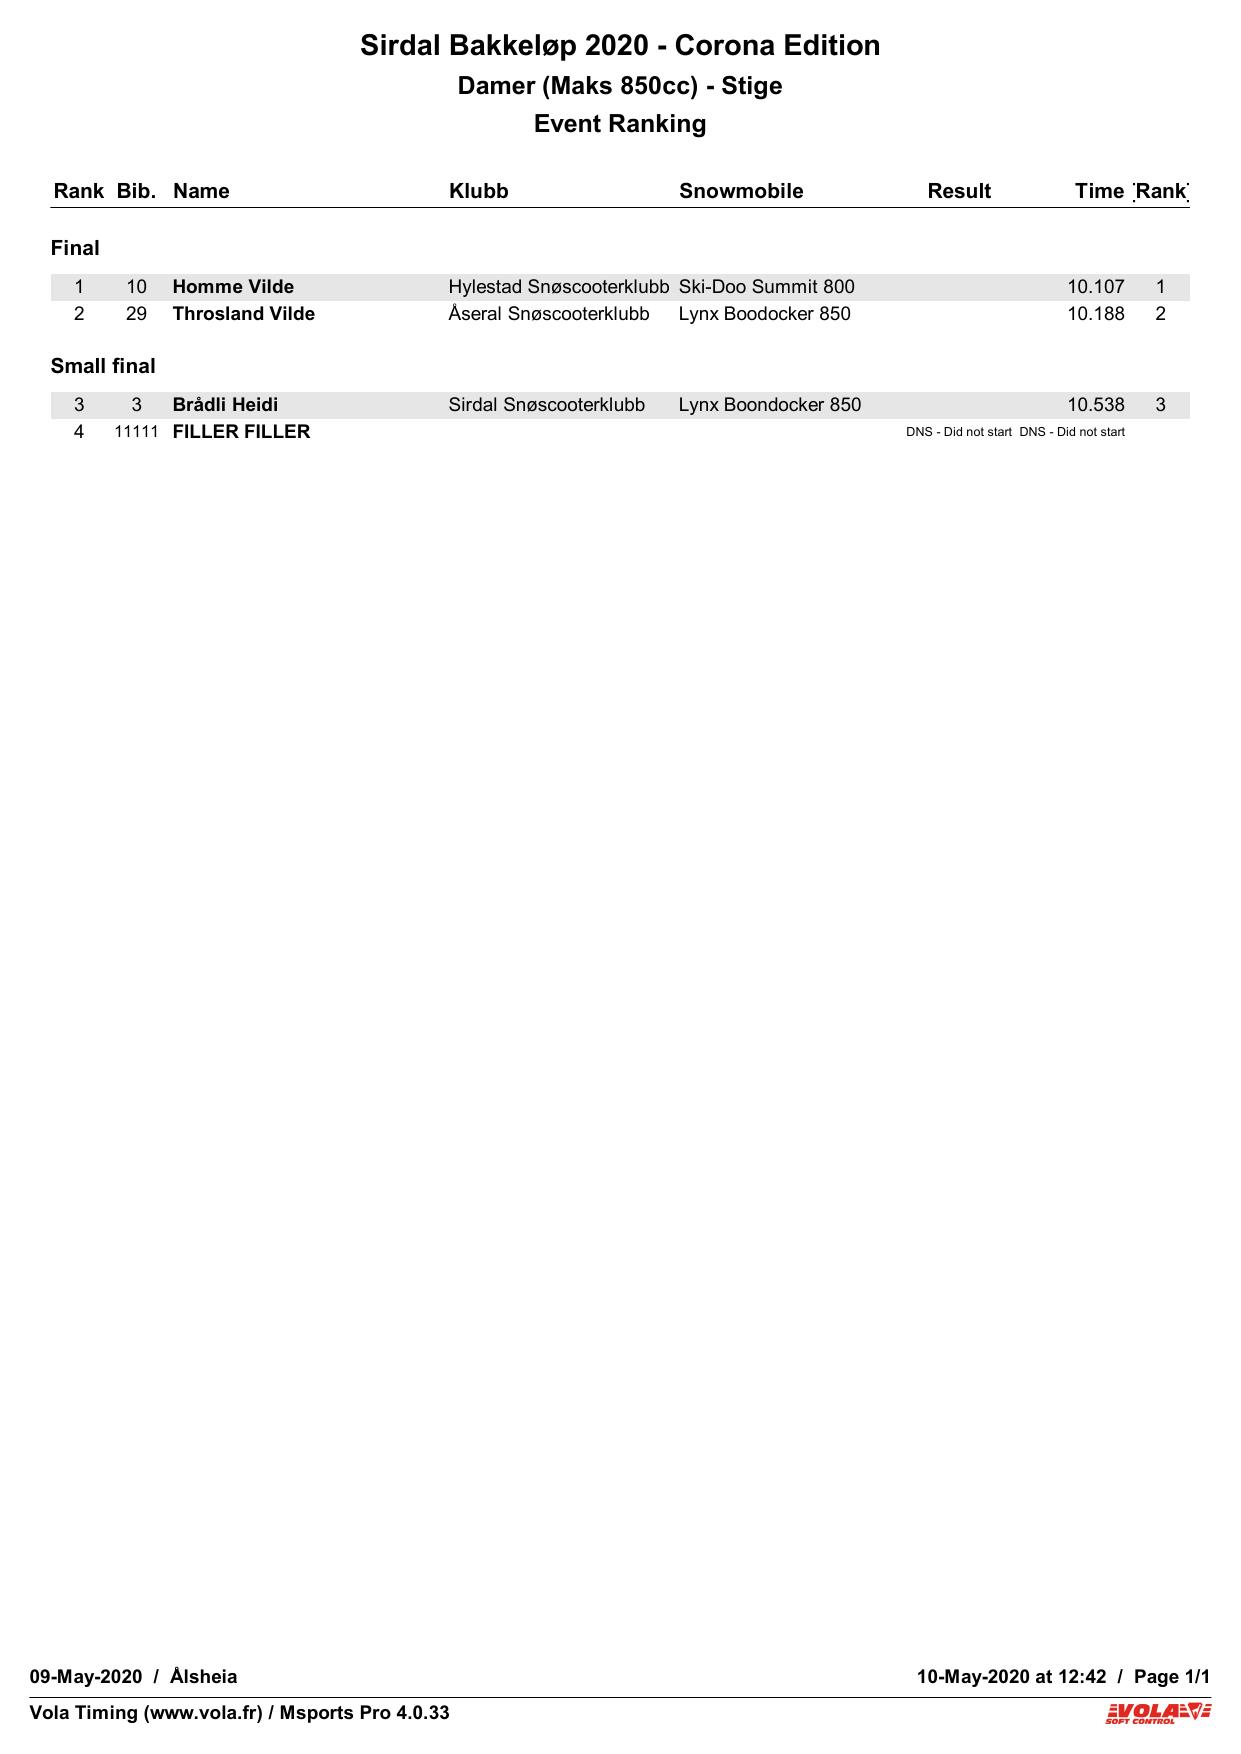 Sirdal Bakkeløp 2020 - Corona Edition
Damer (Maks 850cc) - Stige
Event Ranking
Rank Bib. Name Klubb Snowmobile Result Time Rank
Final
1 10 Homme Vilde Hylestad Snøscooterklubb Ski-Doo Summit 800 10.107 1
2 29 Throsland Vilde Åseral Snøscooterklubb Lynx Boodocker 850 10.188 2
Small final
3 3 Brådli Heidi Sirdal Snøscooterklubb Lynx Boondocker 850 10.538 3
4 11111 FILLER FILLER DNS - Did not start DNS - Did not start
09-May-2020 / Ålsheia 10-May-2020 at 12:42 / Page 1/1
Vola Timing (www.vola.fr) / Msports Pro 4.0.33 VOLA
SOFT CONTROL